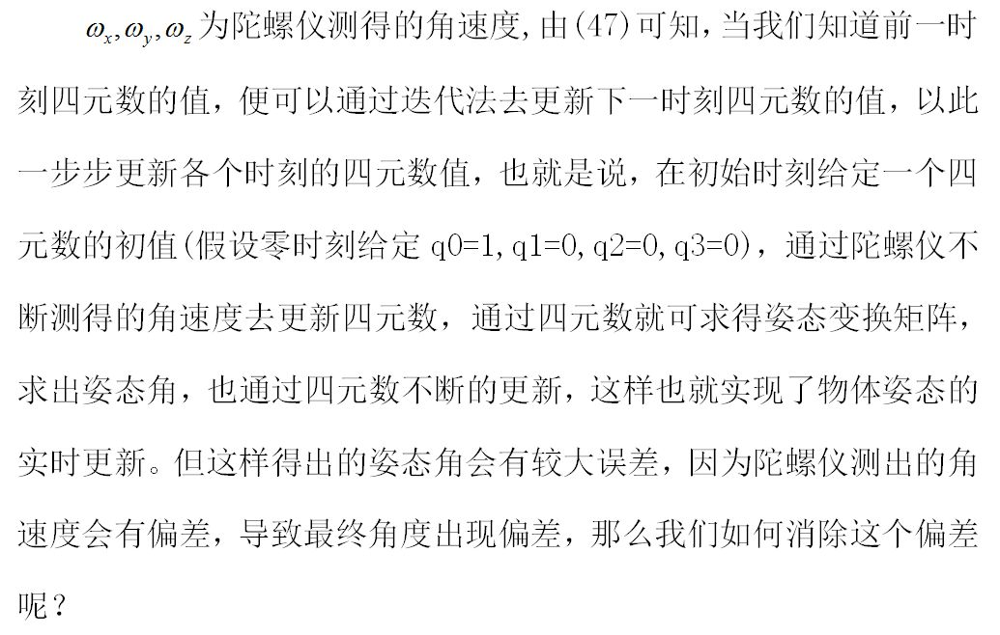 ωx,ωy,ωz为陀螺仪测得的角速度,由(47)可知,当我们知道前一时
刻四元数的值，便可以通过迭代法去更新下一时刻四元数的值，以此
一步步更新各个时刻的四元数值，也就是说，在初始时刻给定一个四
元数的初值(假设零时刻给定q0=1,q1=0,q2=0,q3=0)，通过陀螺仪不
断测得的角速度去更新四元数，通过四元数就可求得姿态变换矩阵，
求出姿态角，也通过四元数不断的更新，这样也就实现了物体姿态的
实时更新。但这样得出的姿态角会有较大误差，因为陀螺仪测出的角
速度会有偏差，导致最终角度出现偏差，那么我们如何消除这个偏差
呢？